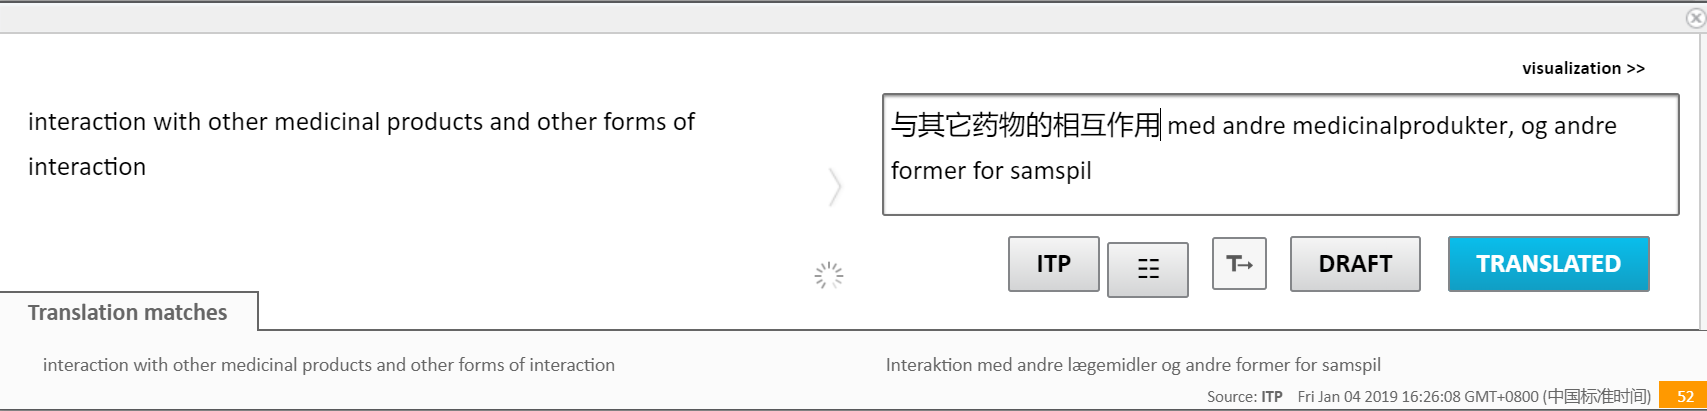 visualization >>
interaction with other medicinal products and other forms of
interaction
与其它药物的相互作用 med andre medicinalprodukter, og andre
former for samspil
ITP
T→
DRAFT
TRANSLATED
Translation matches
interaction with other medicinal products and other forms of interaction
Interaktion med andre lægemidler og andre former for samspil
Source: ITP Fri Jan 04 2019 16:26:08 GMT+0800 (中国标准时间) 52